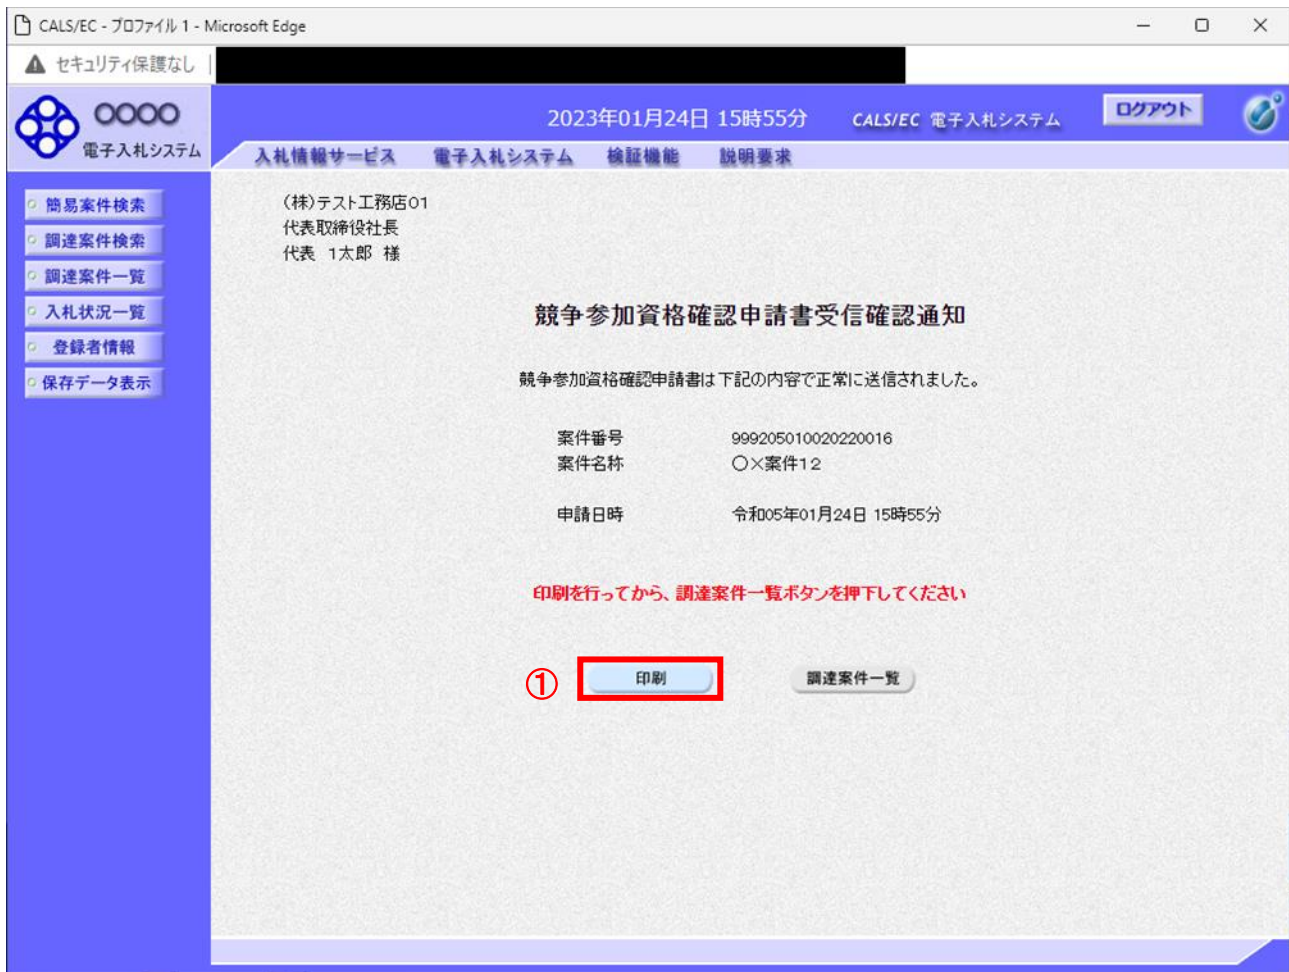 CALS/EC - プロファイル 1 - Microsoft Edge
セキュリティ保護なし
○○○○
電子入札システム
2023年01月24日 15時55分
CALS/EC 電子入札システム
ログアウト
入札情報サービス 電子入札システム 検証機能 説明要求
簡易案件検索
調達案件検索
調達案件一覧
入札状況一覧
登録者情報
保存データ表示
(株)テスト工務店01
代表取締役社長
代表 1太郎 様
競争参加資格確認申請書受信確認通知
競争参加資格確認申請書は下記の内容で正常に送信されました。
案件番号 999205010020220016
案件名称 ○×案件12
申請日時 令和05年01月24日 15時55分
印刷を行ってから、調達案件一覧ボタンを押下してください
① 印刷 調達案件一覧